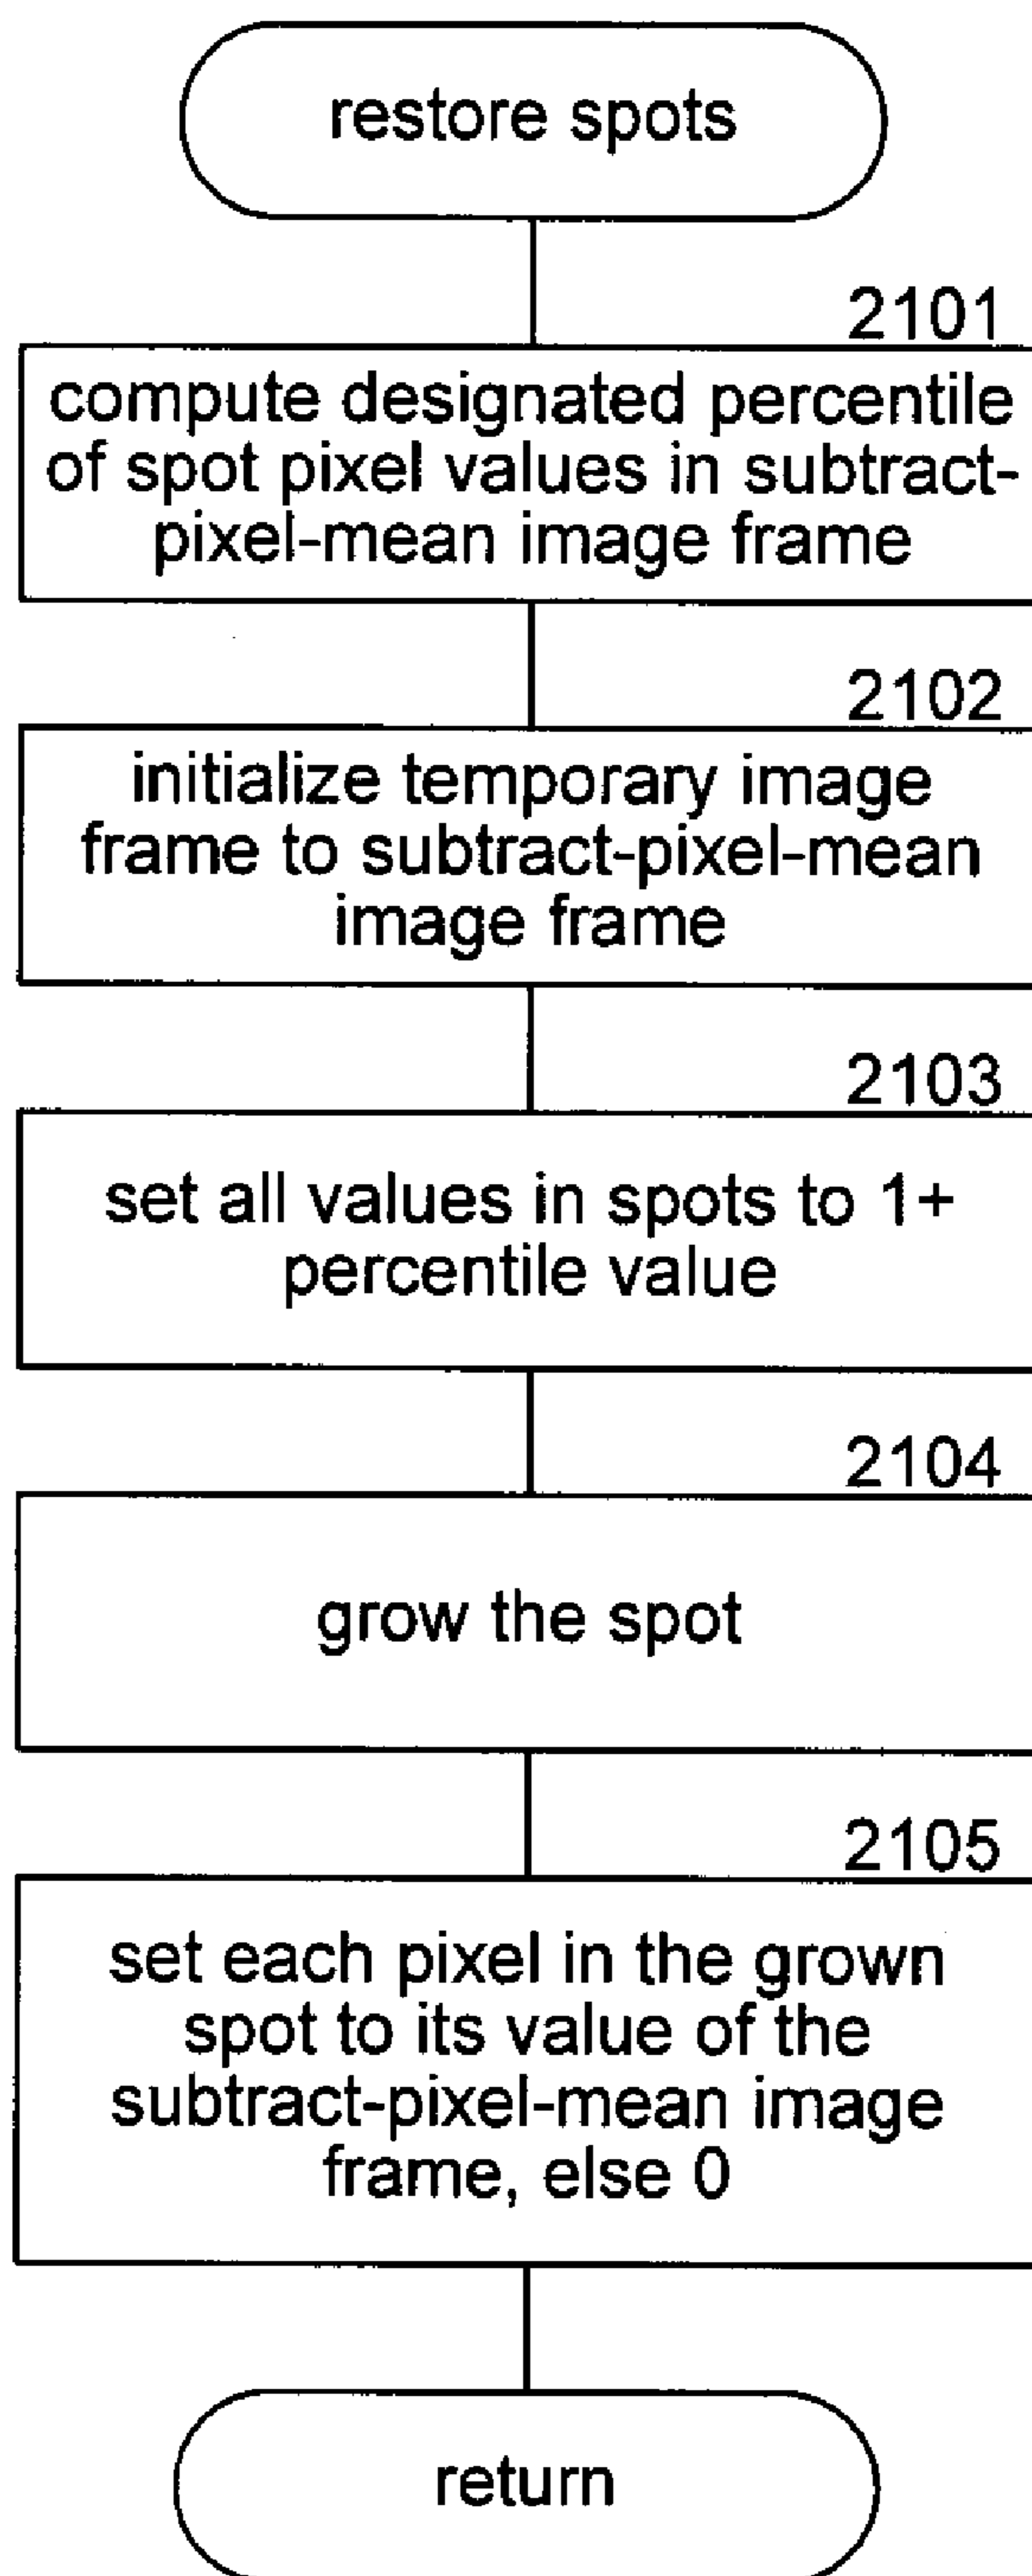 restore spots
2101
compute designated percentile
of spot pixel values in subtract-
pixel-mean image frame
2102
initialize temporary image
frame to subtract-pixel-mean
image frame
2103
set all values in spots to 1+
percentile value
2104
grow the spot
2105
set each pixel in the grown
spot to its value of the
subtract-pixel-mean image
frame, else 0
return